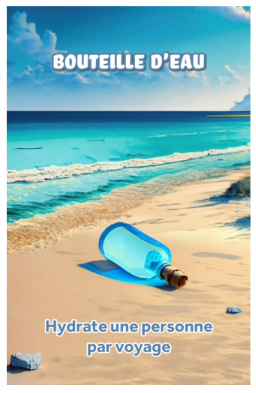 BOUTEILLE D'EAU
Hydrate une personne
par voyage